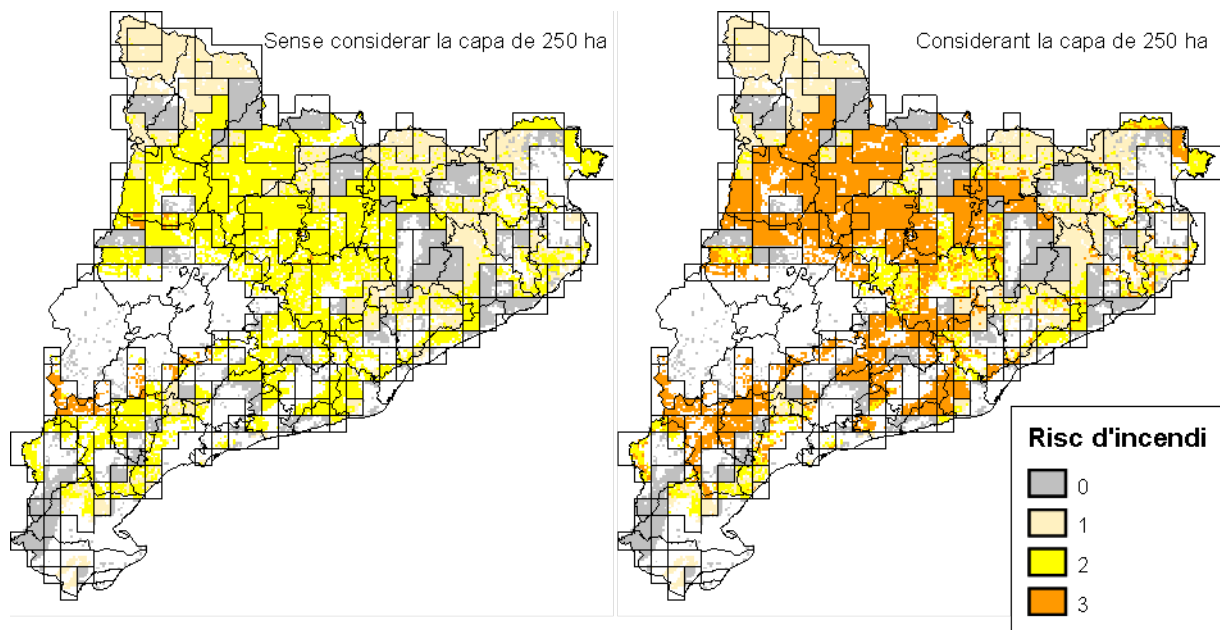 Sense considerar la capa de 250 ha
Considerant la capa de 250 ha
Risc d'incendi
0
1
2
3